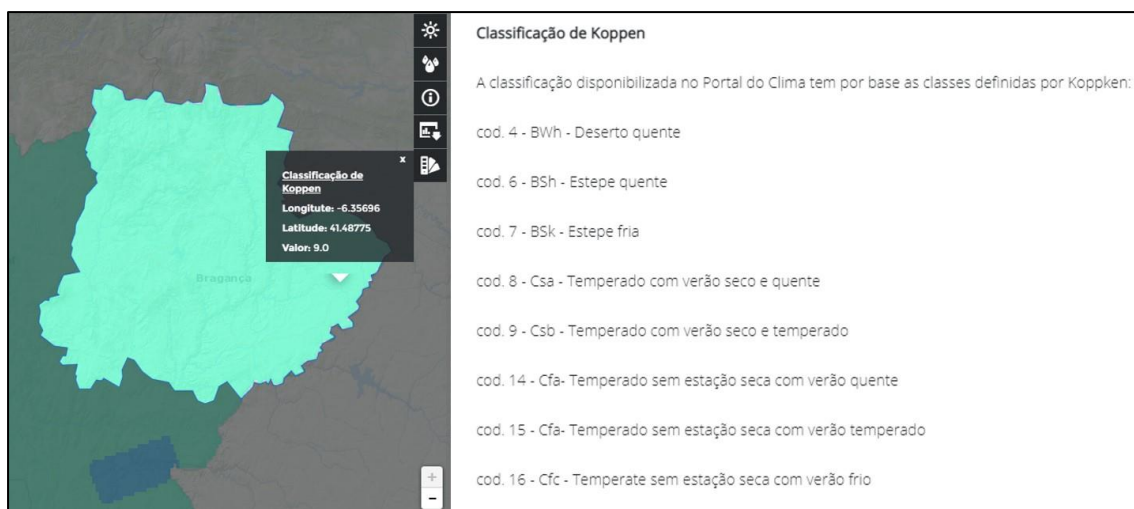 x
Classificação de
Koppen
Longitute: -6.35696
Latitude: 41.48775
Valor: 9.0
Bragança
+
−
Classificação de Koppen
A classificação disponibilizada no Portal do Clima tem por base as classes definidas por Koppken:
cod. 4 - BWh - Deserto quente
cod. 6 - BSh - Estepe quente
cod. 7 - BSk - Estepe fria
cod. 8 - Csa - Temperado com verão seco e quente
cod. 9 - Csb - Temperado com verão seco e temperado
cod. 14 - Cfa- Temperado sem estação seca com verão quente
cod. 15 - Cfa- Temperado sem estação seca com verão temperado
cod. 16 - Cfc - Temperate sem estação seca com verão frio